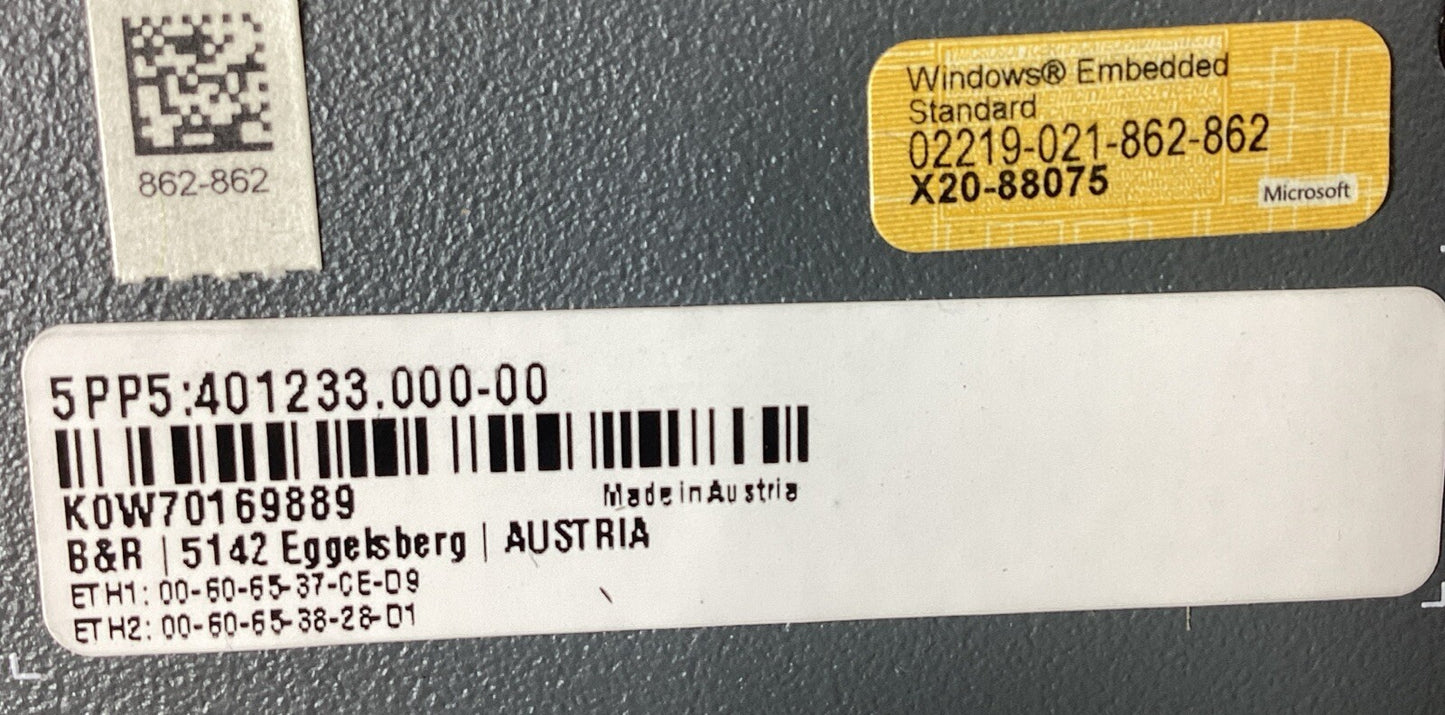 862-862
Windows® Embedded
Standard
02219-021-862-862
X20-88075
Microsoft
5PP5:401233.000-00
K0W70169889
Made in Austria
B&R | 5142 Eggelsberg | AUSTRIA
ETH1: 00-60-65-37-CE-D9
ETH2: 00-60-65-38-28-D1